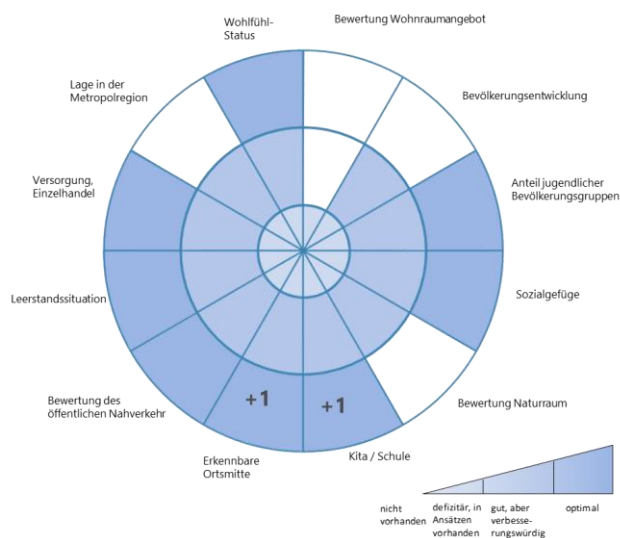 Wohlfühl-
Status
Bewertung Wohnraumangebot
Lage in der
Metropolregion
Bevölkerungsentwicklung
Versorgung,
Einzelhandel
Anteil jugendlicher
Bevölkerungsgruppen
Leerstandssituation
Sozialgefüge
Bewertung des
öffentlichen Nahverkehr
+1
+1
Bewertung Naturraum
Erkennbare
Ortsmitte
Kita / Schule
nicht
vorhanden
defizitär, in
Ansätzen
vorhanden
gut, aber
verbesse-
rungswürdig
optimal